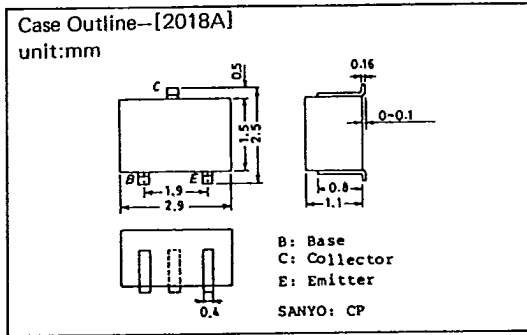 Case Outline–[2018A]
unit:mm
C
0.5
0.16
0~0.1
1.5
2.5
B
E
1.9
2.9
0.8
1.1
0.4
B: Base
C: Collector
E: Emitter
SANYO: CP